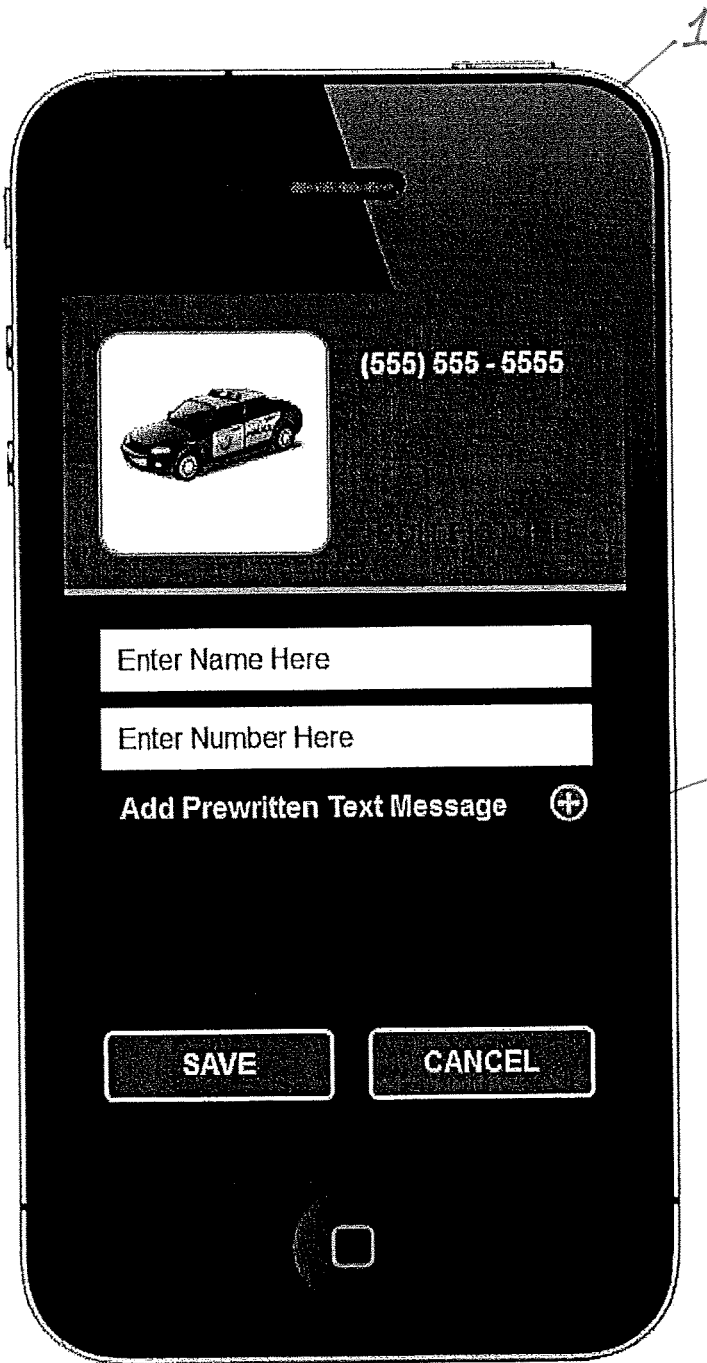 1
(555) 555 - 5555
Enter Name Here
Enter Number Here
Add Prewritten Text Message
SAVE
CANCEL